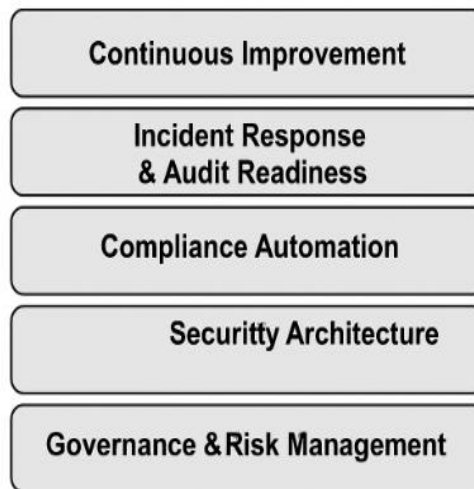 Continuous Improvement
Incident Response
& Audit Readiness
Compliance Automation
Securitty Architecture
Governance & Risk Management